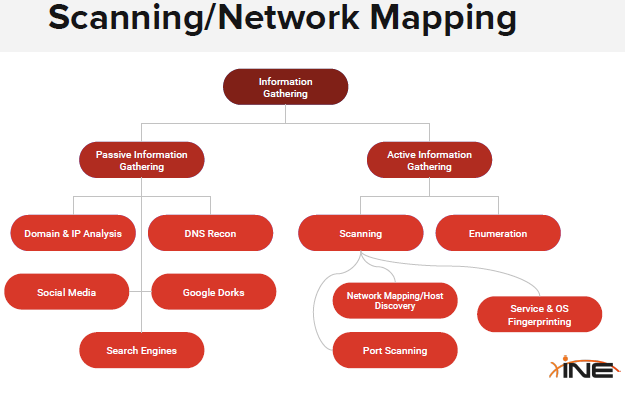 Scanning/Network Mapping
Information
Gathering
Passive Information
Gathering
Active Information
Gathering
Domain & IP Analysis
DNS Recon
Scanning
Enumeration
Social Media
Google Dorks
Network Mapping/Host
Discovery
Service & OS
Fingerprinting
Search Engines
Port Scanning
INE